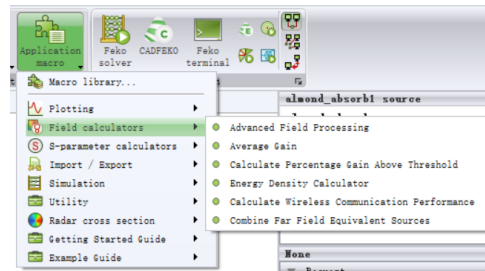 Application macro
Feko solver
CADFEKO
Feko terminal
Macro library...
almond_absorb1 source
Plotting
Field calculators
S-parameter calculators
Import / Export
Simulation
Utility
Radar cross section
Getting Started Guide
Example Guide
Advanced Field Processing
Average Gain
Calculate Percentage Gain Above Threshold
Energy Density Calculator
Calculate Wireless Communication Performance
Combine Far Field Equivalent Sources
None